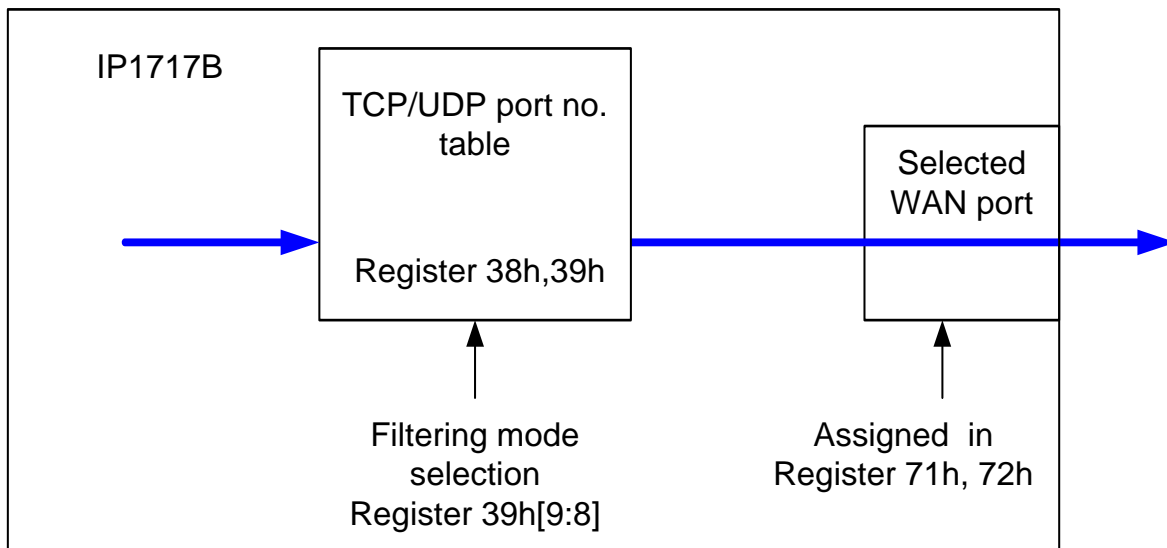 IP1717B
TCP/UDP port no.
table
Register 38h,39h
Selected
WAN port
Filtering mode
selection
Register 39h[9:8]
Assigned in
Register 71h, 72h